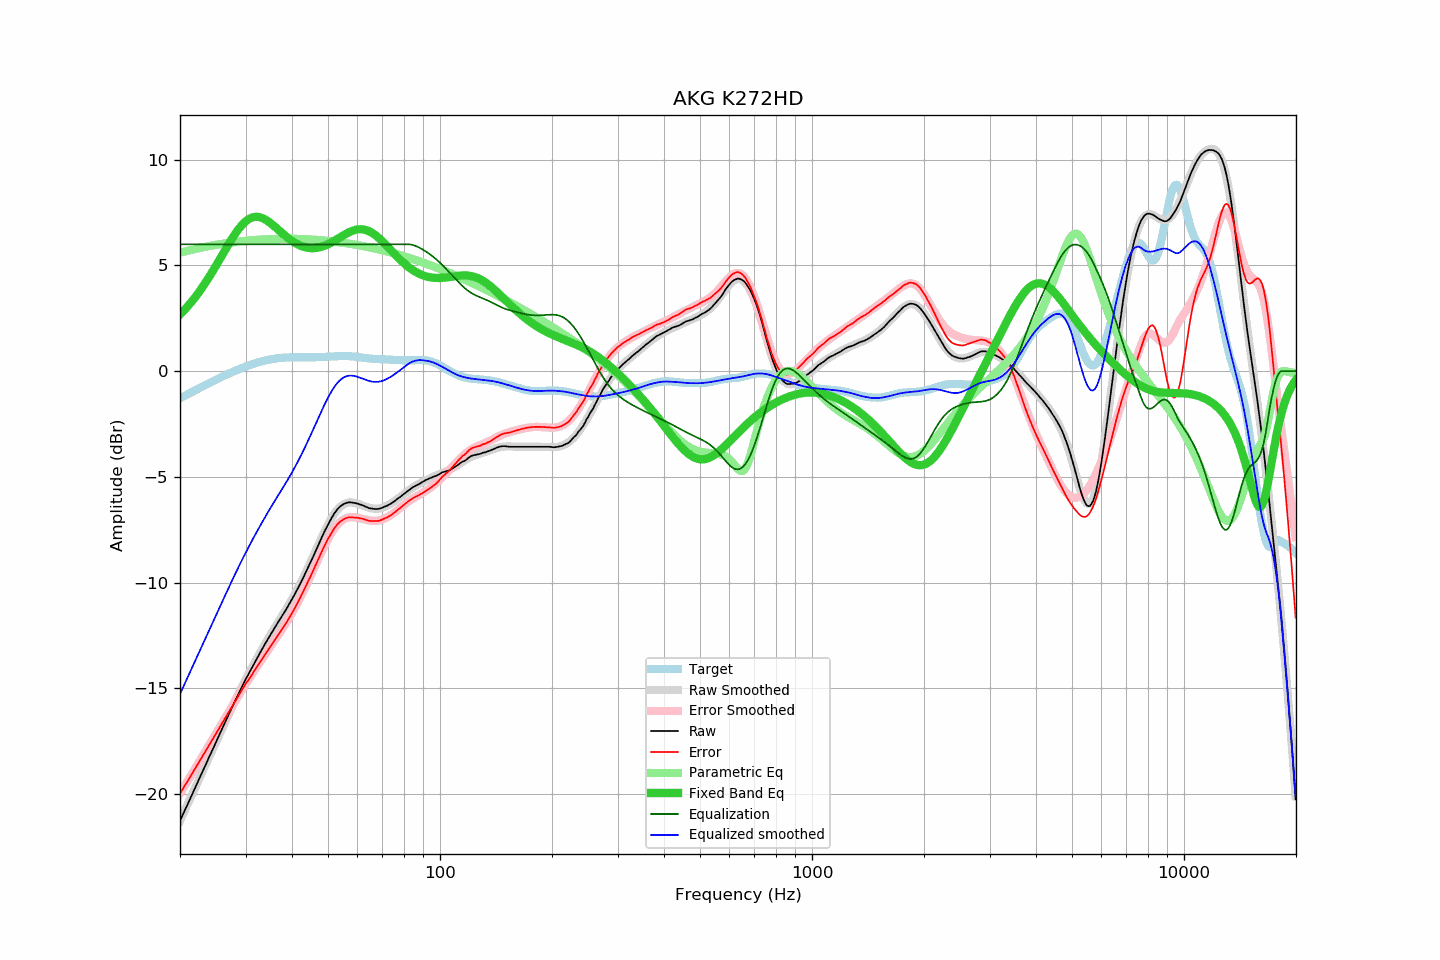 AKG K272HD
10
5
0
−5
−10
−15
−20
Amplitude (dBr)
Target
Raw Smoothed
Error Smoothed
Raw
Error
Parametric Eq
Fixed Band Eq
Equalization
Equalized smoothed
100 1000 10000
Frequency (Hz)